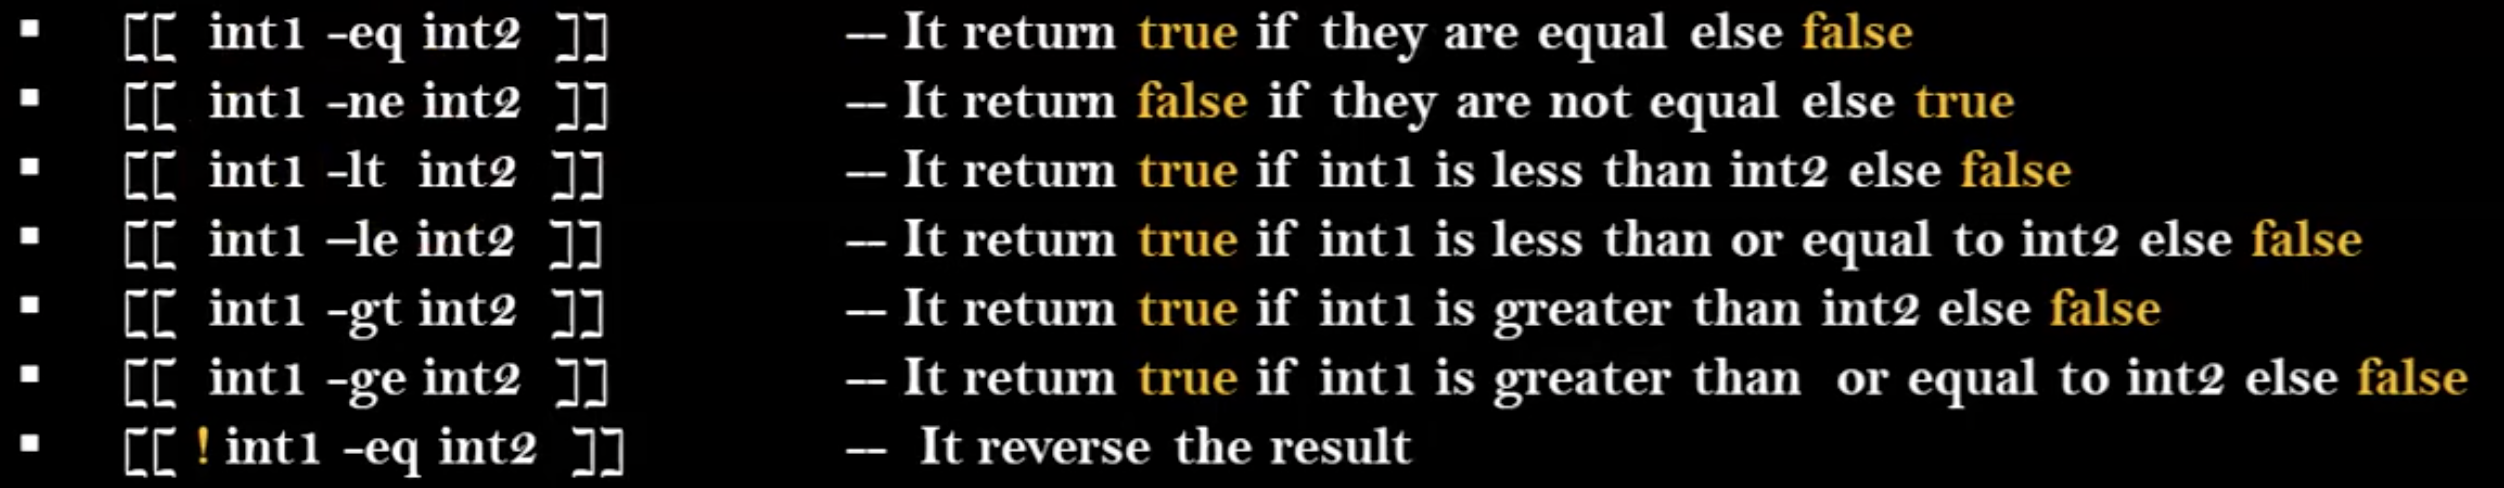 ▪ [[ int1 -eq int2 ]] -- It return true if they are equal else false
▪ [[ int1 -ne int2 ]] -- It return false if they are not equal else true
▪ [[ int1 -lt int2 ]] -- It return true if int1 is less than int2 else false
▪ [[ int1 –le int2 ]] -- It return true if int1 is less than or equal to int2 else false
▪ [[ int1 -gt int2 ]] -- It return true if int1 is greater than int2 else false
▪ [[ int1 -ge int2 ]] -- It return true if int1 is greater than or equal to int2 else false
▪ [[ ! int1 -eq int2 ]] -- It reverse the result